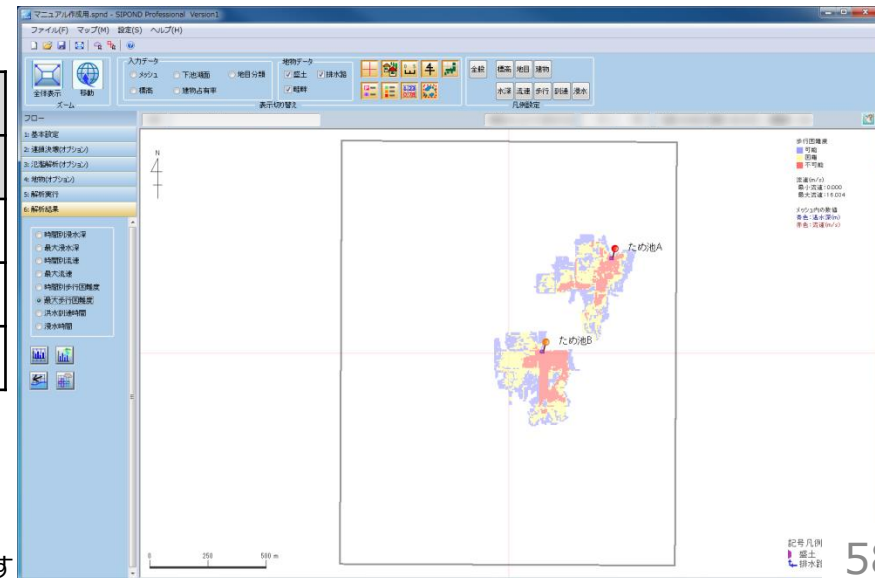 マニュアル作成用.spnd - SIPOND Professional Version1
ファイル(F) マップ(M) 設定(S) ヘルプ(H)
入力データ
メッシュ 下池湖面 地目分類
標高 建物占有率
地物データ
盛土 排水路
畦畔
全体表示 移動
ズーム
表示切り替え
全絵 標高 地目 建物
水深 流速 歩行 到達 浸水
凡例設定
フロー
1: 基本設定
2: 連鎖決壊(オプション)
3: 氾濫解析(オプション)
4: 地物(オプション)
5: 解析実行
6: 解析結果
時間別浸水深
最大浸水深
時間別流速
最大流速
時間別歩行困難度
最大歩行困難度
洪水到達時間
浸水時間
N
ため池A
ため池B
歩行困難度
可能
困難
不可能
流速(m/s)
最小流速:0.000
最大流速:16.034
メッシュ内の数値
青色:湛水深(m)
赤色:流速(m/s)
0 250 500 m
記号凡例
盛土
排水路
す
58